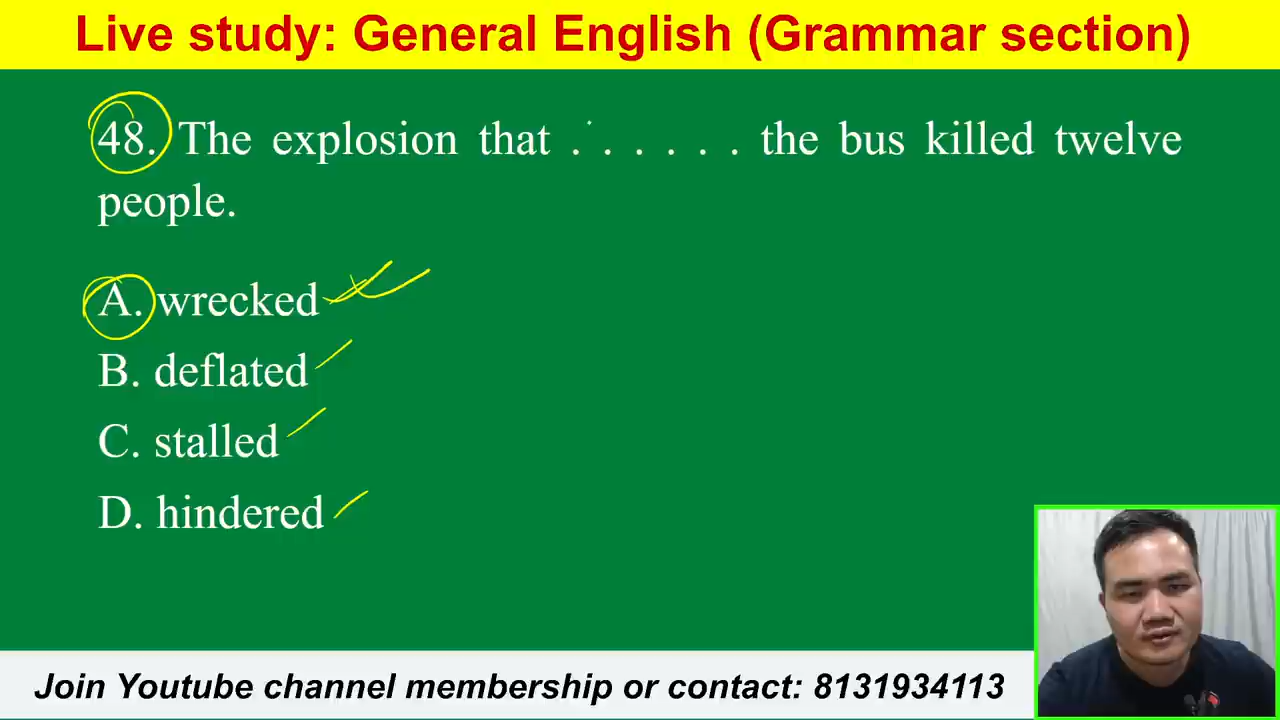 Live study: General English (Grammar section)
48. The explosion that . . . . . . the bus killed twelve
people.
A. wrecked
B. deflated
C. stalled
D. hindered
Join Youtube channel membership or contact: 8131934113